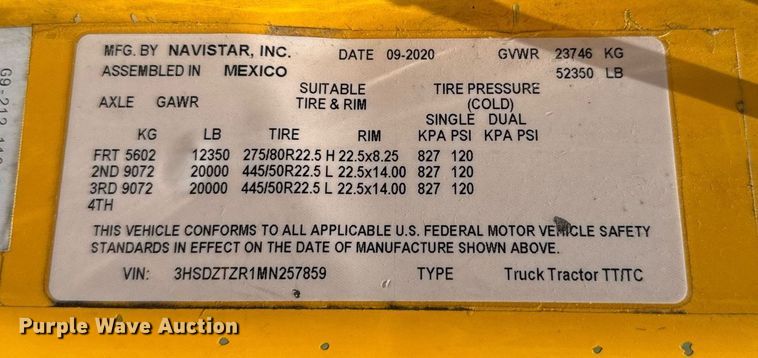 MFG. BY NAVISTAR, INC. DATE 09-2020 GVWR 23746 KG
ASSEMBLED IN MEXICO 52350 LB
SUITABLE TIRE PRESSURE
AXLE GAWR TIRE & RIM (COLD)
SINGLE DUAL
KG LB TIRE RIM KPA PSI KPA PSI
FRT 5602 12350 275/80R22.5 H 22.5x8.25 827 120
2ND 9072 20000 445/50R22.5 L 22.5x14.00 827 120
3RD 9072 20000 445/50R22.5 L 22.5x14.00 827 120
4TH
THIS VEHICLE CONFORMS TO ALL APPLICABLE U.S. FEDERAL MOTOR VEHICLE SAFETY
STANDARDS IN EFFECT ON THE DATE OF MANUFACTURE SHOWN ABOVE.
VIN: 3HSDZTZR1MN257859 TYPE Truck Tractor TT/TC
Purple Wave Auction